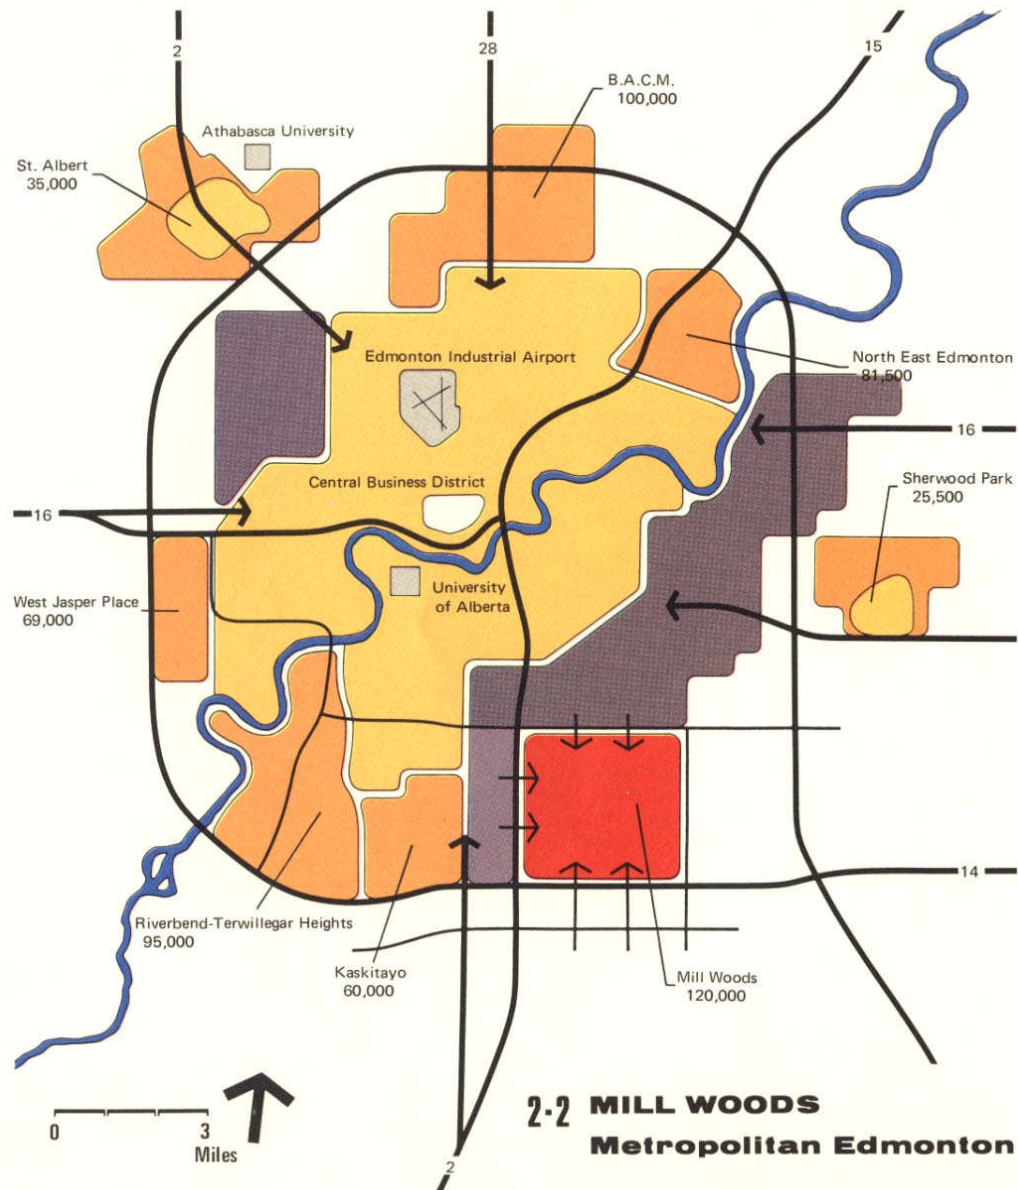 2
28
15
B.A.C.M.
100,000
Athabasca University
St. Albert
35,000
Edmonton Industrial Airport
North East Edmonton
81,500
16
Central Business District
Sherwood Park
25,500
16
University
of Alberta
West Jasper Place
69,000
14
Riverbend-Terwillegar Heights
95,000
Kaskitayo
60,000
Mill Woods
120,000
0 3
Miles
2-2 MILL WOODS
Metropolitan Edmonton
2